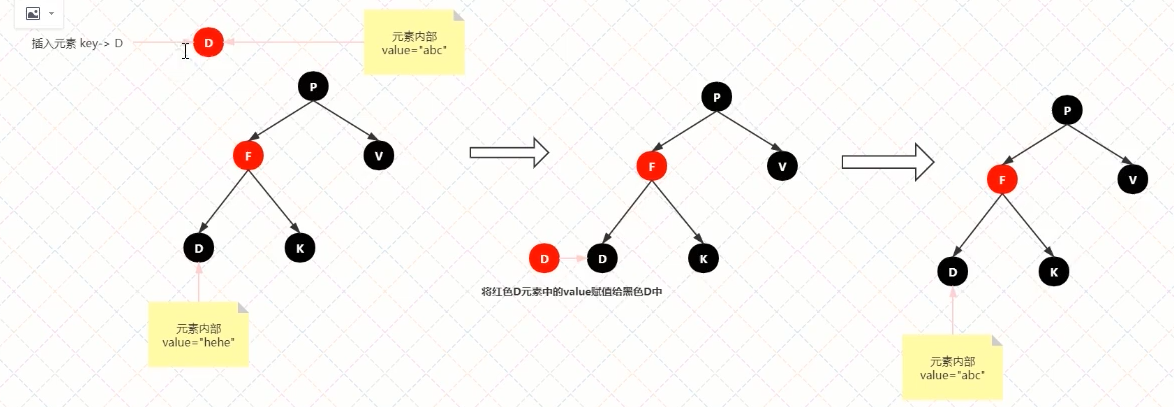 插入元素 key-> D
D
元素内部
value="abc"
P
F
V
D
K
元素内部
value="hehe"
P
F
V
D
D
K
将红色D元素中的value赋值给黑色D中
P
F
V
D
K
元素内部
value="abc"